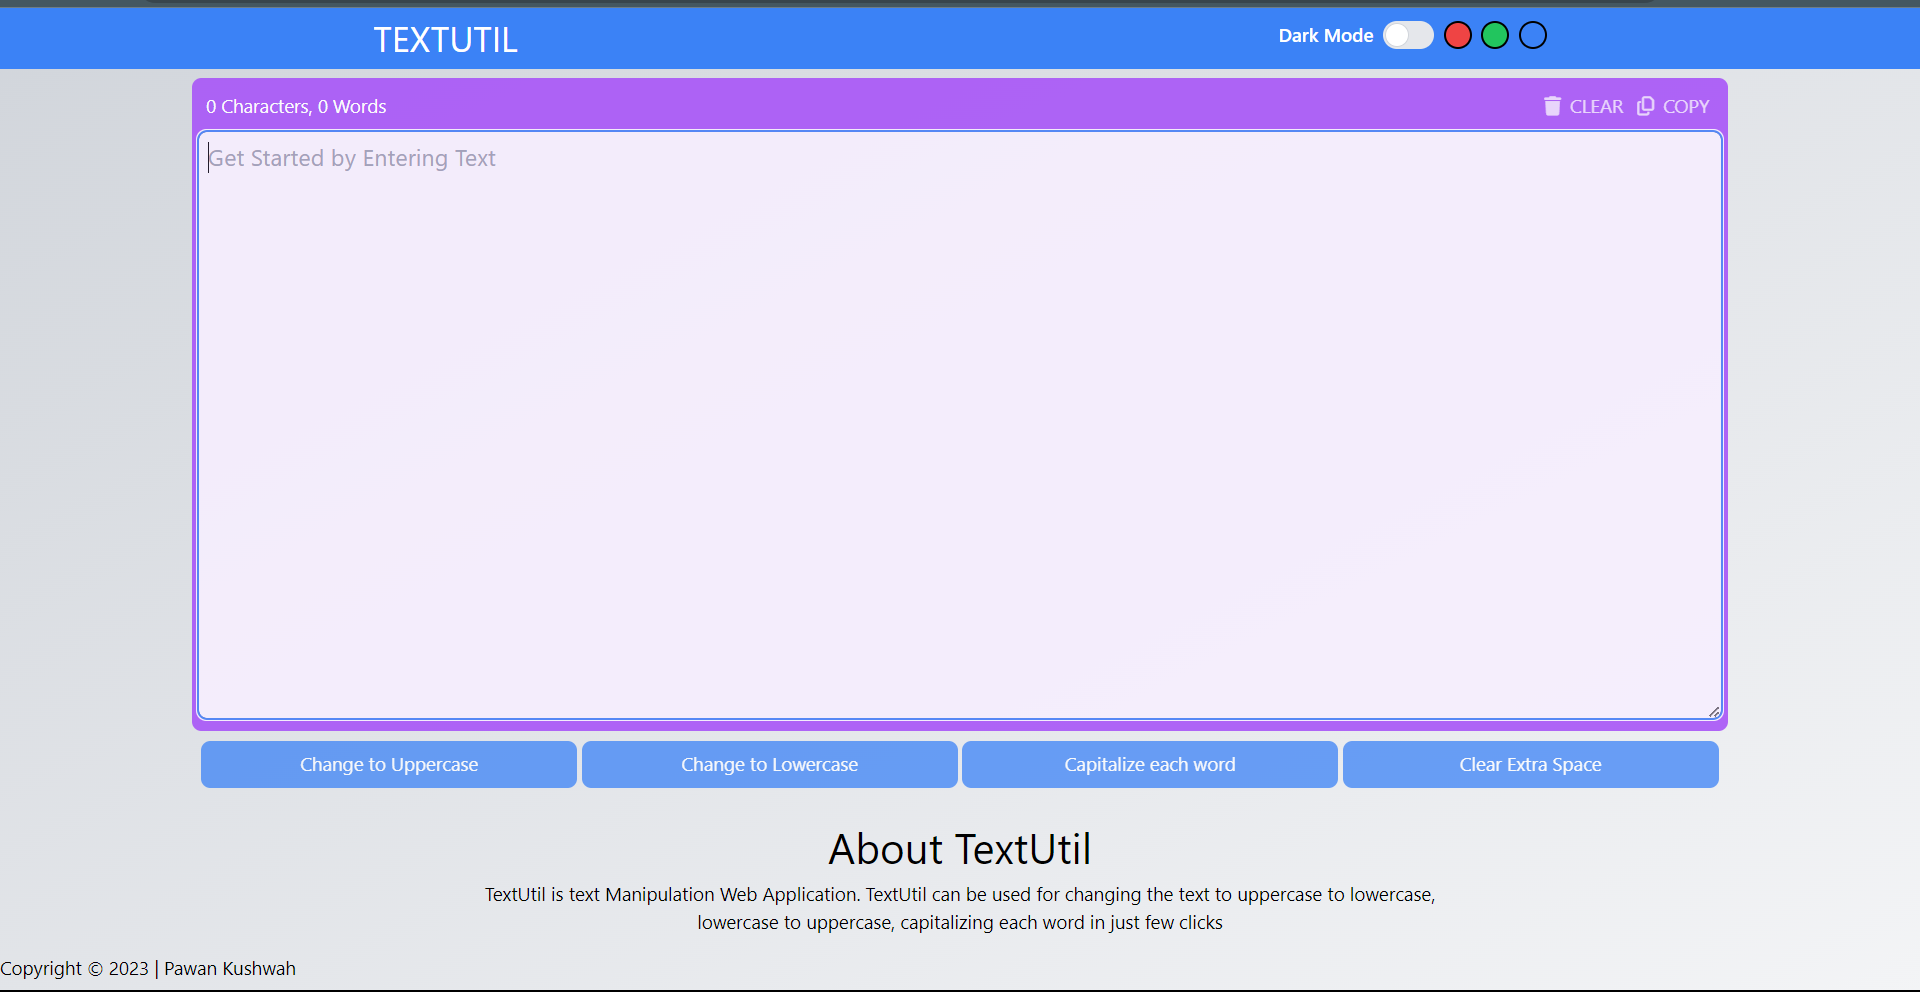 TEXTUTIL
Dark Mode
0 Characters, 0 Words
CLEAR COPY
Get Started by Entering Text
Change to Uppercase
Change to Lowercase
Capitalize each word
Clear Extra Space
About TextUtil
TextUtil is text Manipulation Web Application. TextUtil can be used for changing the text to uppercase to lowercase,
lowercase to uppercase, capitalizing each word in just few clicks
Copyright © 2023 | Pawan Kushwah